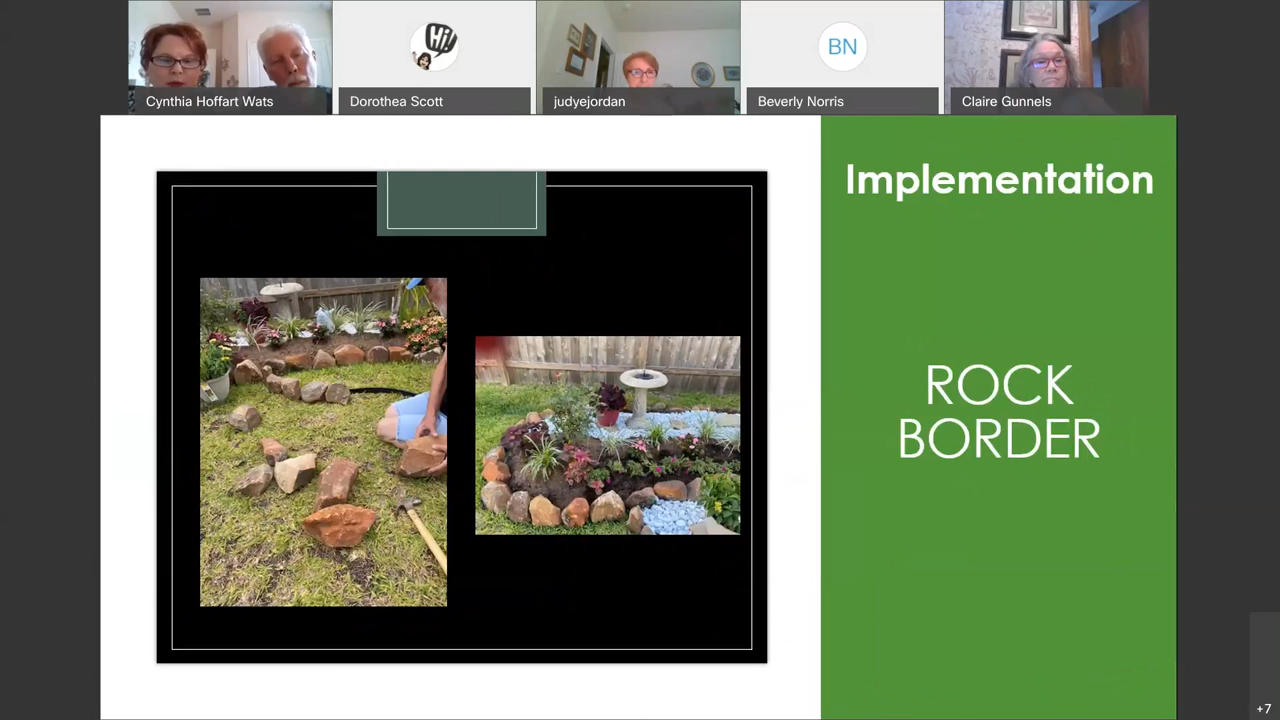 Hi!
BN
Cynthia Hoffart Wats
Dorothea Scott
judyejordan
Beverly Norris
Claire Gunnels
Implementation
ROCK
BORDER
+7